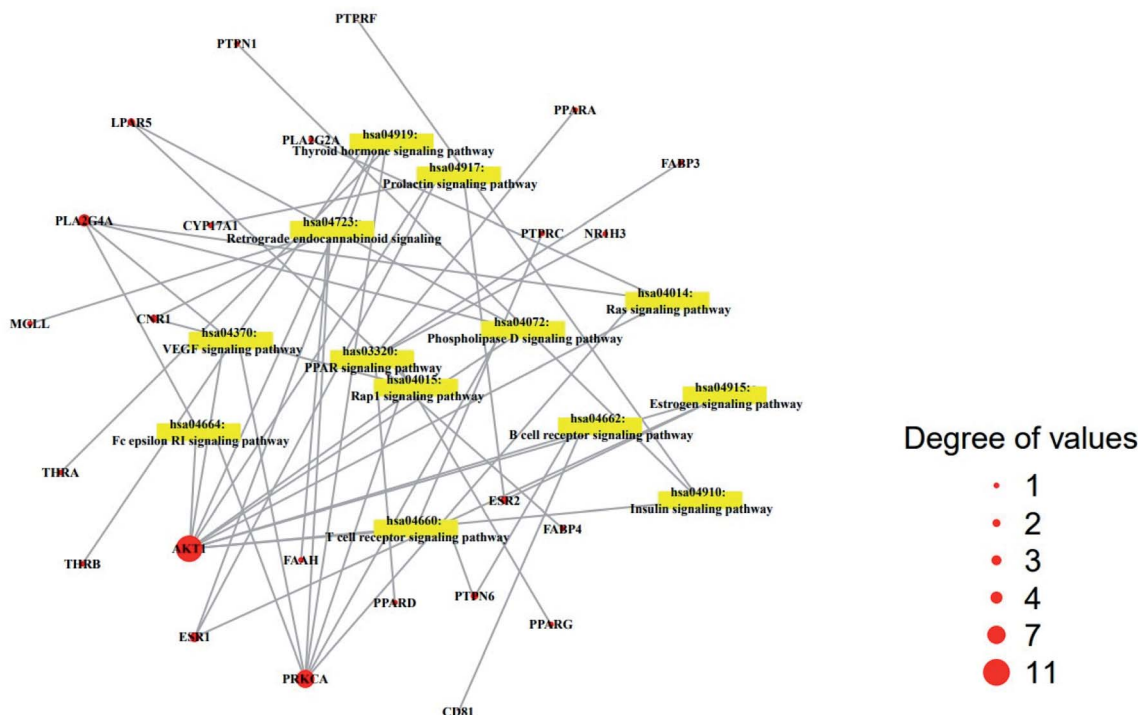 PTPRF
PTPN1
PPARA
LPAR5
hsa04919:
PLA2G2A
Thyroid hormone signaling pathway
hsa04917:
FABP3
Prolactin signaling pathway
PLA2G4A
CYP17A1
hsa04723:
Retrograde endocannabinoid signaling
PTPRC
NR1H3
hsa04014:
Ras signaling pathway
MGLL
CNR1
hsa04370:
VEGF signaling pathway
hsa04072:
Phospholipase D signaling pathway
has03320:
PPAR signaling pathway
hsa04015:
Rap1 signaling pathway
hsa04915:
Estrogen signaling pathway
hsa04664:
Fc epsilon RI signaling pathway
hsa04662:
B cell receptor signaling pathway
THRA
ESR2
hsa04910:
Insulin signaling pathway
hsa04660:
T cell receptor signaling pathway
FABP4
AKT1
THRB
FAAH
PPARD
PTPN6
PPARG
ESR1
PRKCA
CD81
Degree of values
1
2
3
4
7
11